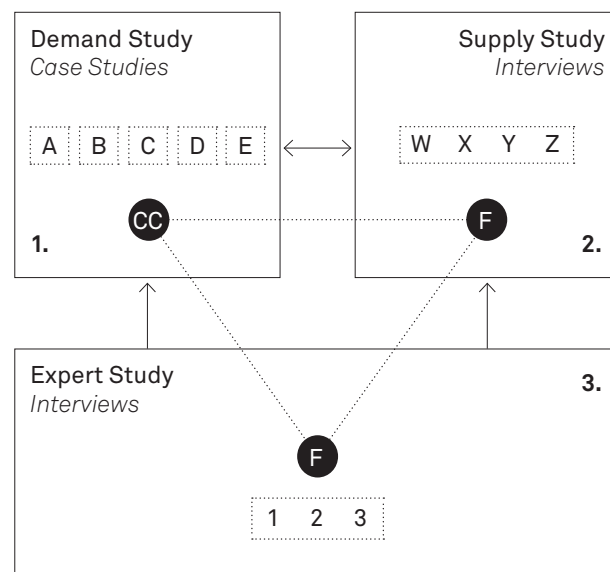 Demand Study
Case Studies
A B C D E
CC
1.
Supply Study
Interviews
W X Y Z
F
2.
Expert Study
Interviews
3.
F
1 2 3